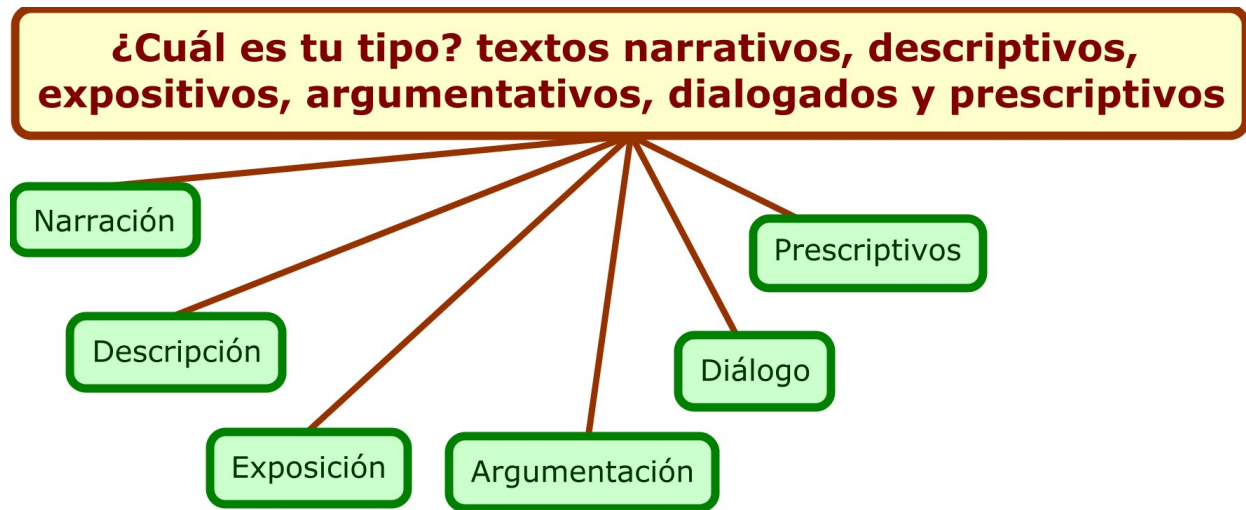 ¿Cuál es tu tipo? textos narrativos, descriptivos,
expositivos, argumentativos, dialogados y prescriptivos
Narración
Descripción
Exposición
Argumentación
Diálogo
Prescriptivos